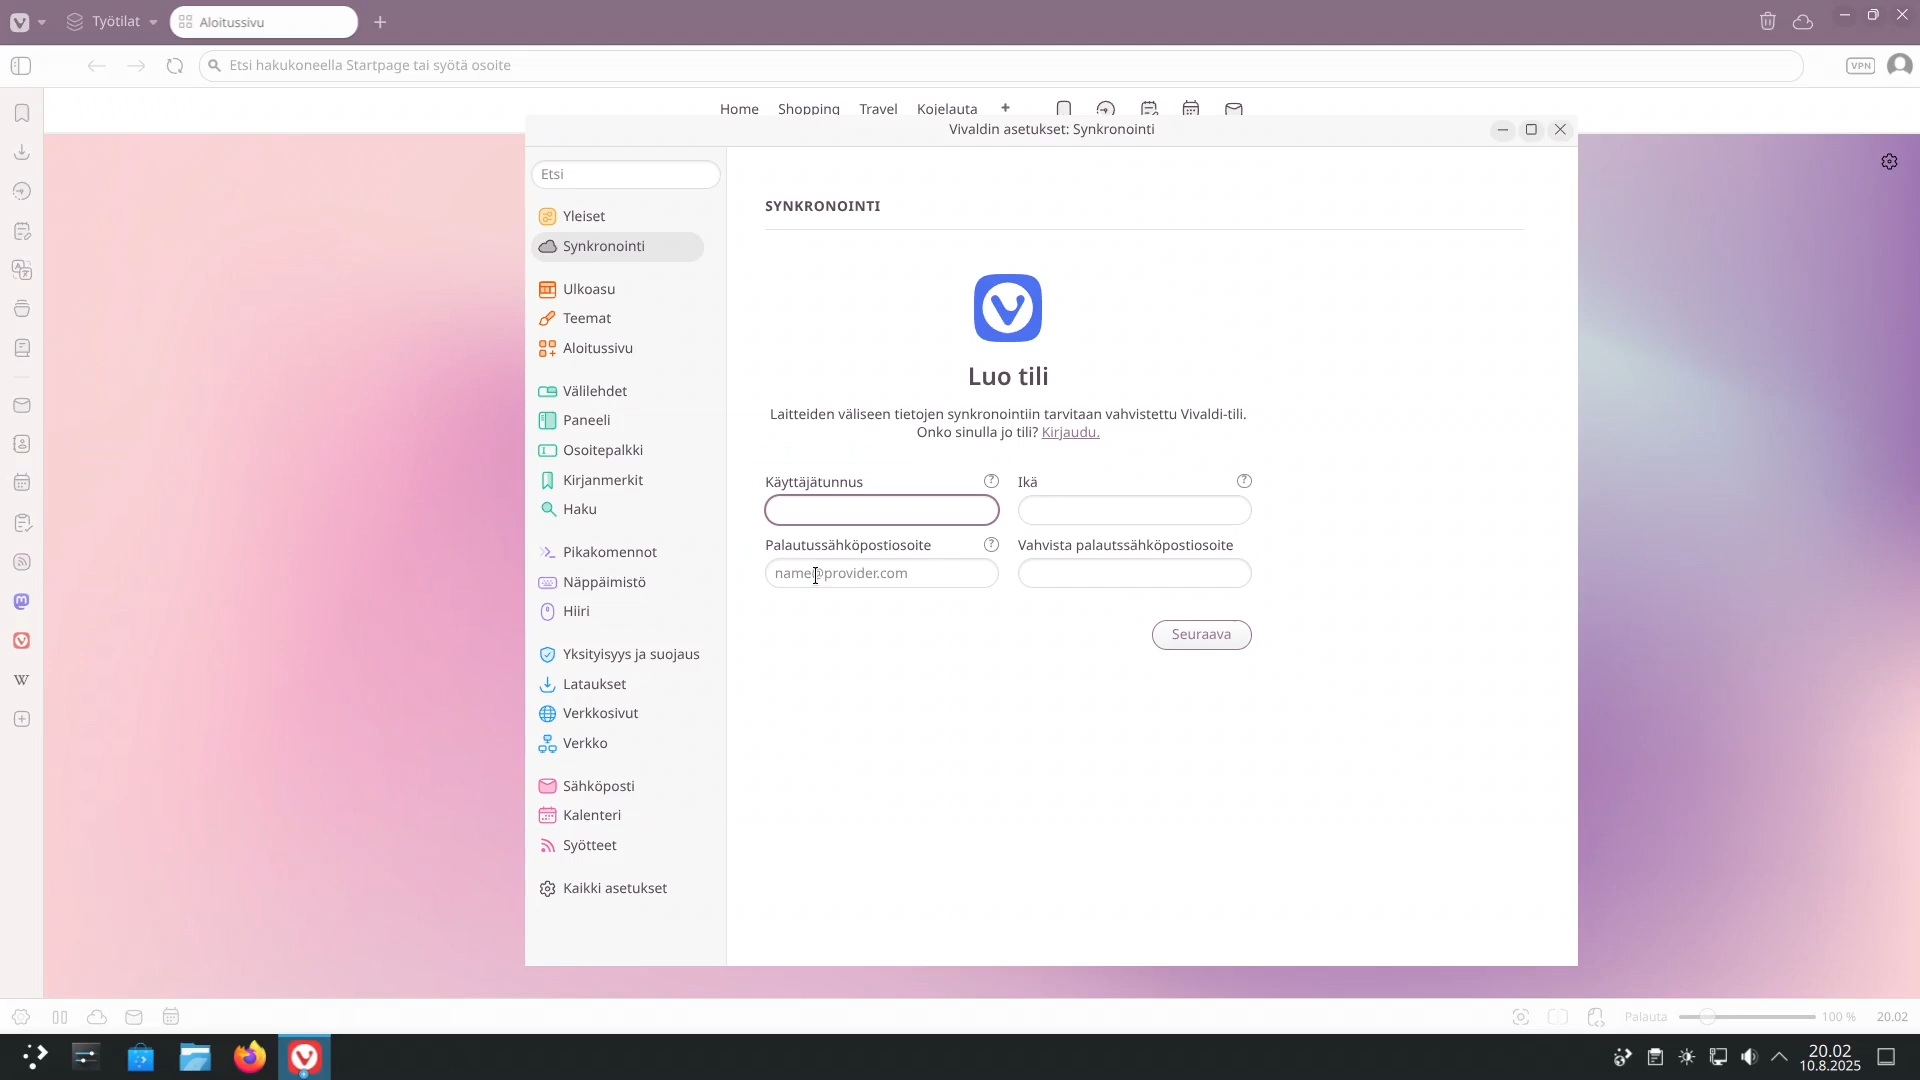 Työtilat
Aloitussivu
Etsi hakukoneella Startpage tai syötä osoite
VPN
Home Shopping Travel Kojelauta
Vivaldin asetukset: Synkronointi
Etsi
Yleiset
Synkronointi
Ulkoasu
Teemat
Aloitussivu
Välilehdet
Paneeli
Osoitepalkki
Kirjanmerkit
Haku
Pikakomennot
Näppäimistö
Hiiri
Yksityisyys ja suojaus
Lataukset
Verkkosivut
Verkko
Sähköposti
Kalenteri
Syötteet
Kaikki asetukset
SYNKRONOINTI
Luo tili
Laitteiden väliseen tietojen synkronointiin tarvitaan vahvistettu Vivaldi-tili.
Onko sinulla jo tili? Kirjaudu.
Käyttäjätunnus
Ikä
Palautussähköpostiosoite
Vahvista palautssähköpostiosoite
name@provider.com
Seuraava
Palauta
100 %
20.02
W
20.02
10.8.2025